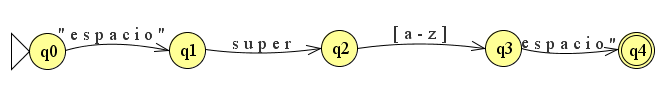 "espacio" super [a-z] espacio"
q0 q1 q2 q3 q4